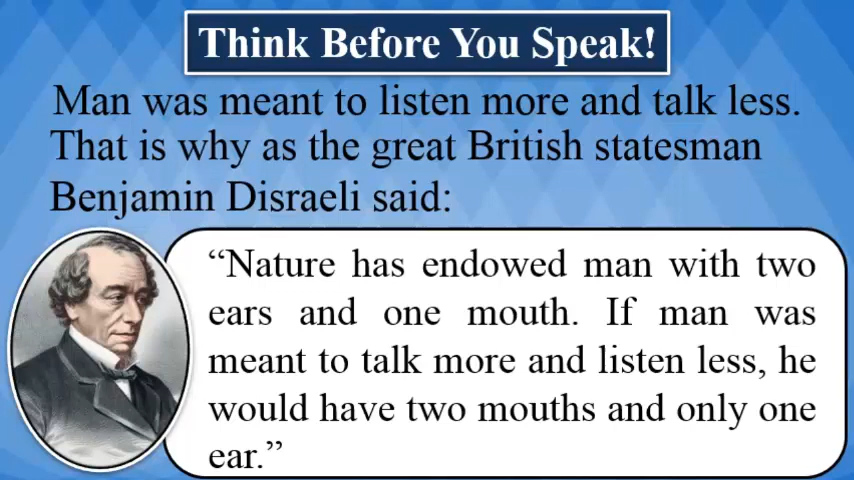 Think Before You Speak!
Man was meant to listen more and talk less.
That is why as the great British statesman
Benjamin Disraeli said:
“Nature has endowed man with two
ears and one mouth. If man was
meant to talk more and listen less, he
would have two mouths and only one
ear.”